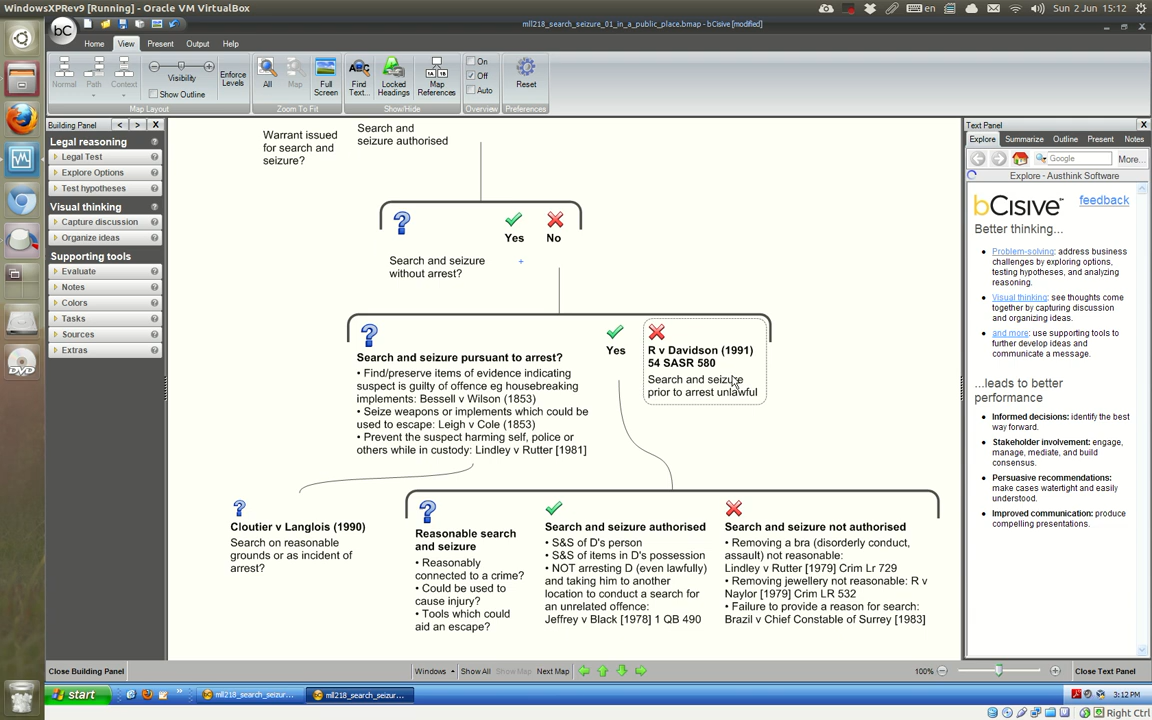 WindowsXPRev9 [Running] - Oracle VM VirtualBox
en
Sun 2 Jun
15:12
mll218_search_seizure_01_in_a_public_place.bmap - bCisive [modified]
bC
Home
View
Present
Output
Help
Normal
Path
Context
Visibility
Show Outline
Enforce
Levels
Map Layout
All
Map
Full
Screen
Zoom To Fit
Find
Text...
Locked
Headings
Map
References
Show/Hide
On
Off
Auto
Overview
Reset
Preferences
Building Panel
Legal reasoning
Legal Test
Explore Options
Test hypotheses
Visual thinking
Capture discussion
Organize ideas
Supporting tools
Evaluate
Notes
Colors
Tasks
Sources
Extras
Warrant issued
for search and
seizure?
Search and
seizure authorised
Yes
No
Search and seizure
without arrest?
Search and seizure pursuant to arrest?
• Find/preserve items of evidence indicating
suspect is guilty of offence eg housebreaking
implements: Bessell v Wilson (1853)
• Seize weapons or implements which could be
used to escape: Leigh v Cole (1853)
• Prevent the suspect harming self, police or
others while in custody: Lindley v Rutter [1981]
Yes
R v Davidson (1991)
54 SASR 580
Search and seizure
prior to arrest unlawful
Cloutier v Langlois (1990)
Search on reasonable
grounds or as incident of
arrest?
Reasonable search
and seizure
• Reasonably
connected to a crime?
• Could be used to
cause injury?
• Tools which could
aid an escape?
Search and seizure authorised
• S&S of D's person
• S&S of items in D's possession
• NOT arresting D (even lawfully)
and taking him to another
location to conduct a search for
an unrelated offence:
Jeffrey v Black [1978] 1 QB 490
Search and seizure not authorised
• Removing a bra (disorderly conduct,
assault) not reasonable:
Lindley v Rutter [1979] Crim Lr 729
• Removing jewellery not reasonable: R v
Naylor [1979] Crim LR 532
• Failure to provide a reason for search:
Brazil v Chief Constable of Surrey [1983]
Text Panel
Explore
Summarize
Outline
Present
Notes
Google
More...
Explore - Austhink Software
bCisive
feedback
Better thinking...
• Problem-solving: address business
challenges by exploring options,
testing hypotheses, and analyzing
reasoning.
• Visual thinking: see thoughts come
together by capturing discussion
and organizing ideas.
• and more: use supporting tools to
further develop ideas and
communicate a message.
...leads to better
performance
• Informed decisions: identify the best
way forward.
• Stakeholder involvement: engage,
manage, mediate, and build
consensus.
• Persuasive recommendations:
make cases watertight and easily
understood.
• Improved communication: produce
compelling presentations.
Close Building Panel
Windows
Show All
Show Map
Next Map
100%
Close Text Panel
start
mll218_search_seizur...
mll218_search_seizur...
3:12 PM
Right Ctrl
DVD